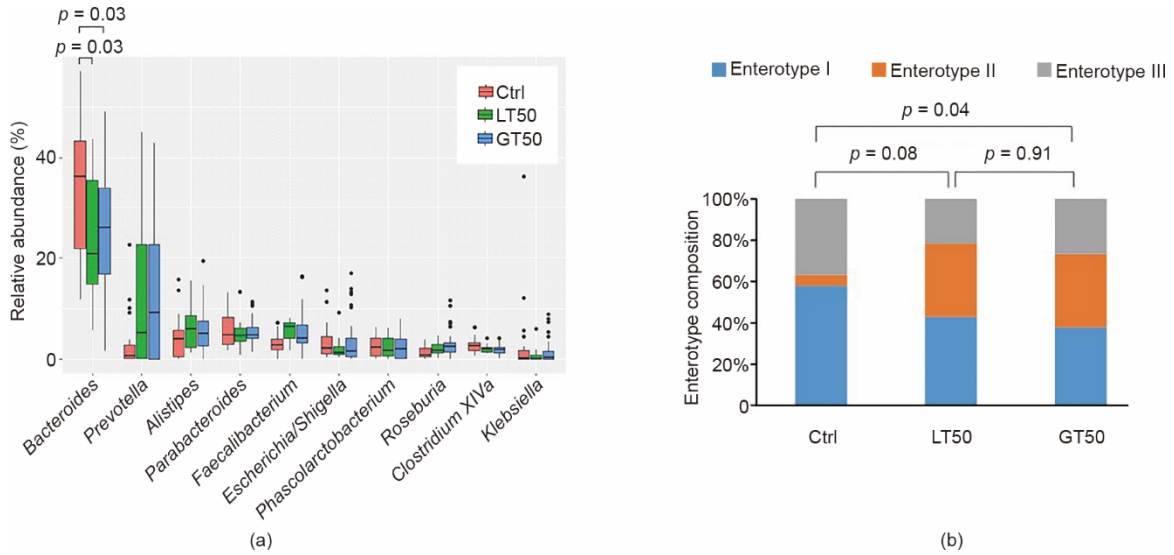 p = 0.03
p = 0.03
Relative abundance (%)
40
20
0
Ctrl
LT50
GT50
Bacteroides
Prevotella
Alistipes
Parabacteroides
Faecalibacterium
Escherichia/Shigella
Phascolarctobacterium
Roseburia
Clostridium XIVa
Klebsiella
(a)
Enterotype I
Enterotype II
Enterotype III
p = 0.04
p = 0.08
p = 0.91
Enterotype composition
100%
80%
60%
40%
20%
0
Ctrl
LT50
GT50
(b)